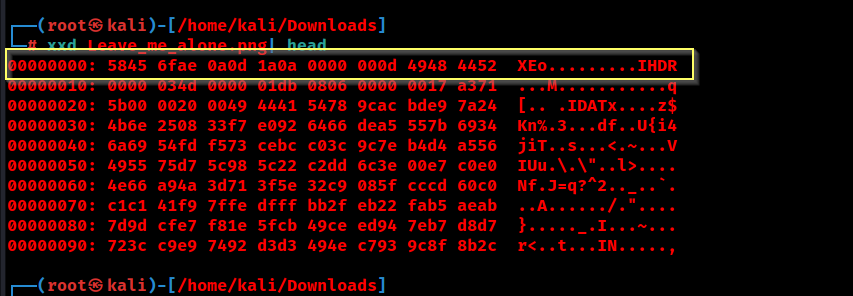 ┌──(root㉿kali)-[/home/kali/Downloads]
└─# xxd Leave_me_alone.png| head
00000000: 5845 6fae 0a0d 1a0a 0000 000d 4948 4452  XEo.........IHDR
00000010: 0000 034d 0000 01db 0806 0000 0017 a371  ...M...........q
00000020: 5b00 0020 0049 4441 5478 9cac bde9 7a24  [.. .IDATx....z$
00000030: 4b6e 2508 33f7 e092 6466 dea5 557b 6934  Kn%.3...df..U{i4
00000040: 6a69 54fd f573 cebc c03c 9c7e b4d4 a556  jiT..s...<.~...V
00000050: 4955 75d7 5c98 5c22 c2dd 6c3e 00e7 c0e0  IUu.\.\"..l>....
00000060: 4e66 a94a 3d71 3f5e 32c9 085f cccd 60c0  Nf.J=q?^2.._..`.
00000070: c1c1 41f9 7ffe dfff bb2f eb22 fab5 aeab  ..A....../."....
00000080: 7d9d cfe7 f81e 5fcb 49ce ed94 7eb7 d8d7  }....._.I...~...
00000090: 723c c9e9 7492 d3d3 494e c793 9c8f 8b2c  r<..t...IN.....,
┌──(root㉿kali)-[/home/kali/Downloads]